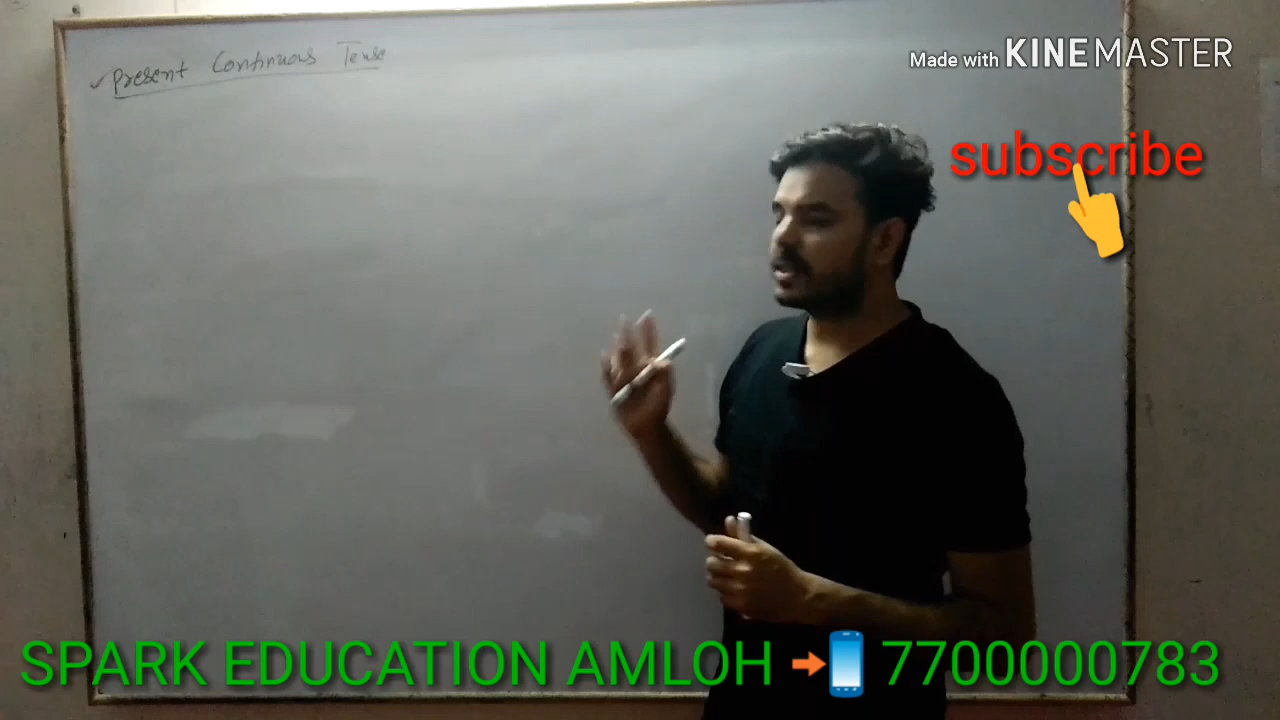 Present Continuous Tense
Made with KINEMASTER
subscribe
SPARK EDUCATION AMLOH 7700000783